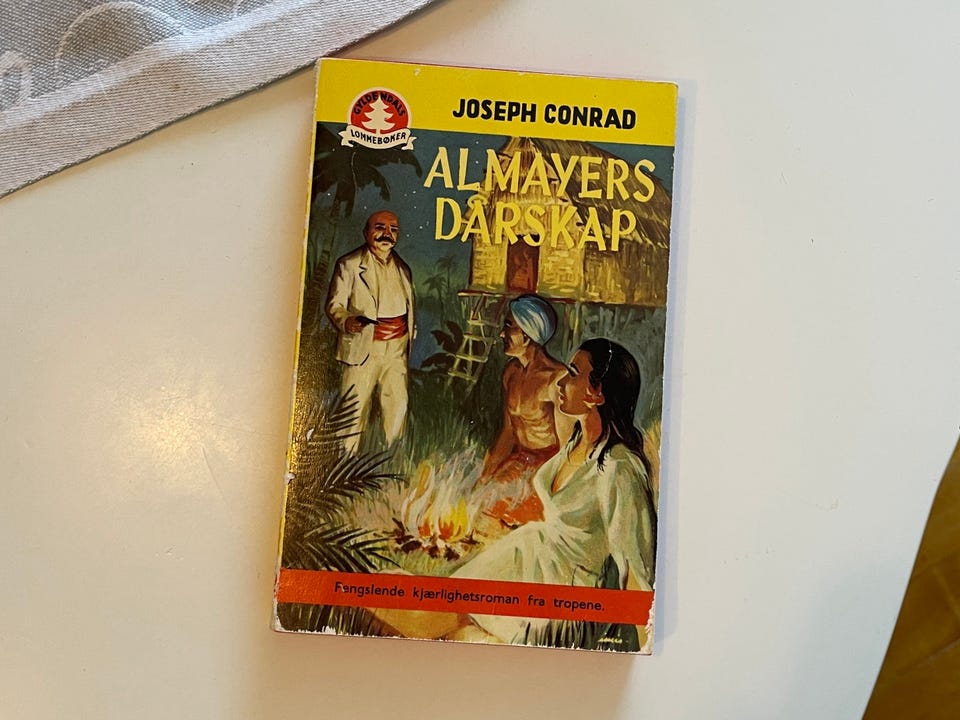 GYLDENDALS
LOMMEBØKER
JOSEPH CONRAD
ALMAYERS
DÅRSKAP
Fengslende kjærlighetsroman fra tropene.